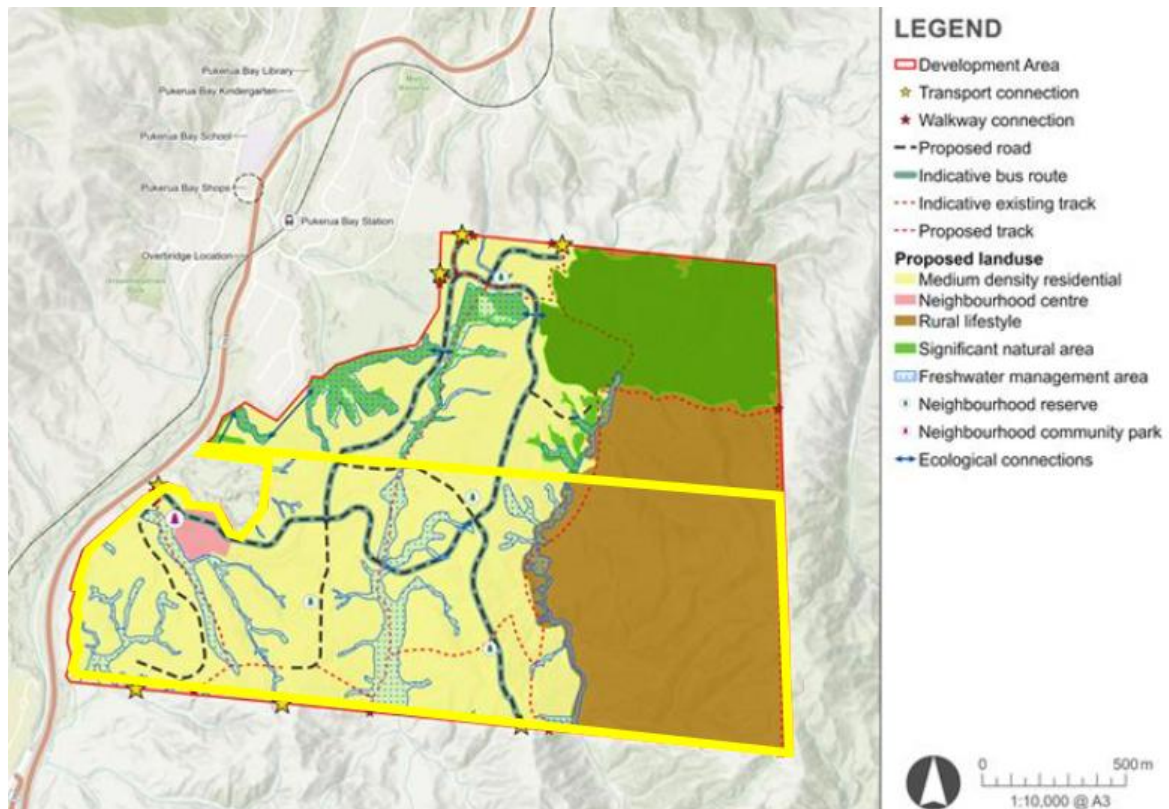 Pukerua Bay Library
Pukerua Bay Kindergarten
Pukerua Bay School
Pukerua Bay Shops
Pukerua Bay Station
Overbridge Location
LEGEND
Development Area
Transport connection
Walkway connection
Proposed road
Indicative bus route
Indicative existing track
Proposed track
Proposed landuse
Medium density residential
Neighbourhood centre
Rural lifestyle
Significant natural area
Freshwater management area
Neighbourhood reserve
Neighbourhood community park
Ecological connections
0 500 m
1:10,000 @ A3